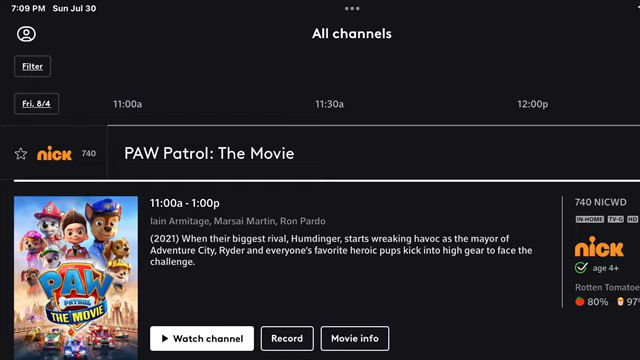 7:09 PM Sun Jul 30
All channels
Filter
Fri, 8/4
11:00a
11:30a
12:00p
nick
740
PAW Patrol: The Movie
PAW
PATROL
THE MOVIE
11:00a - 1:00p
Iain Armitage, Marsai Martin, Ron Pardo
(2021) When their biggest rival, Humdinger, starts wreaking havoc as the mayor of
Adventure City, Ryder and everyone's favorite heroic pups kick into high gear to face the
challenge.
Watch channel
Record
Movie info
740 NICWD
IN-HOME TV-G HD
nick
age 4+
Rotten Tomatoe
80% 97%